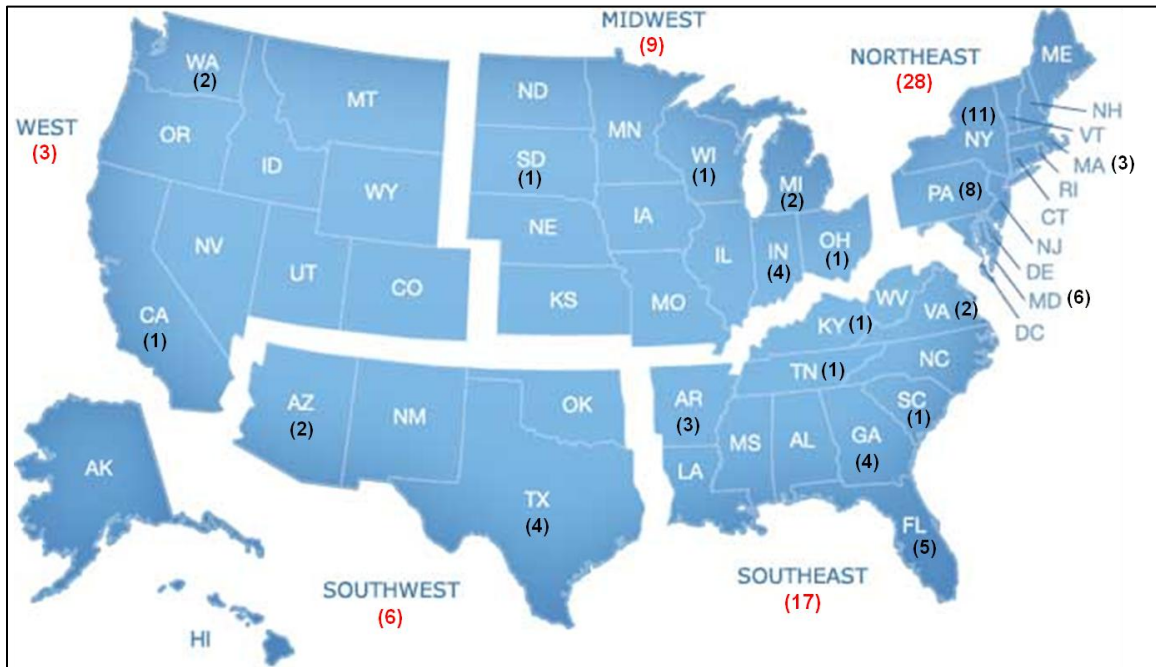 MIDWEST
(9)
NORTHEAST
(28)
WEST
(3)
WA
(2)
MT
OR
ID
WY
NV
UT
CO
CA
(1)
ND
MN
SD
(1)
WI
(1)
MI
(2)
NE
IA
IL
IN
(4)
OH
(1)
KS
MO
ME
NH
VT
(11)
NY
MA (3)
RI
CT
PA (8)
NJ
DE
MD (6)
DC
WV
VA (2)
KY (1)
TN (1)
NC
AR
(3)
SC
(1)
MS
AL
GA
(4)
LA
FL
(5)
AZ
(2)
NM
OK
TX
(4)
AK
HI
SOUTHWEST
(6)
SOUTHEAST
(17)